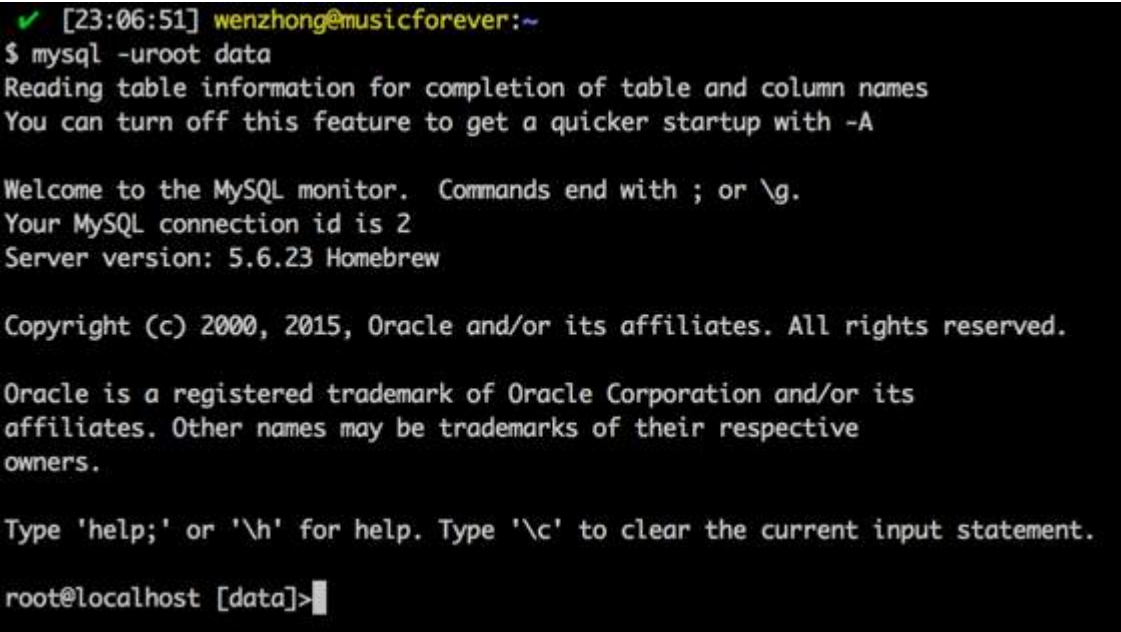 ✔ [23:06:51] wenzhong@musicforever:~
$ mysql -uroot data
Reading table information for completion of table and column names
You can turn off this feature to get a quicker startup with -A
Welcome to the MySQL monitor.  Commands end with ; or \g.
Your MySQL connection id is 2
Server version: 5.6.23 Homebrew
Copyright (c) 2000, 2015, Oracle and/or its affiliates. All rights reserved.
Oracle is a registered trademark of Oracle Corporation and/or its
affiliates. Other names may be trademarks of their respective
owners.
Type 'help;' or '\h' for help. Type '\c' to clear the current input statement.
root@localhost [data]>